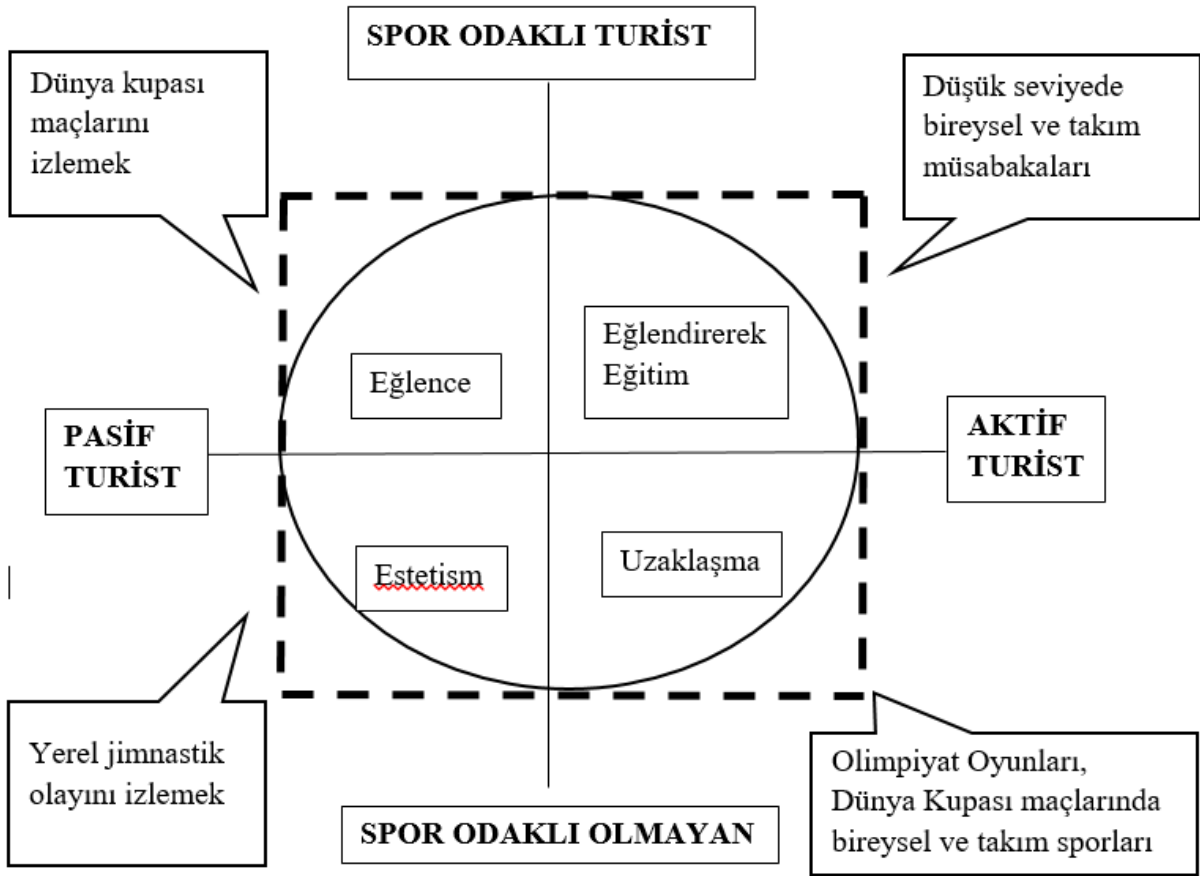 SPOR ODAKLI TURİST
Dünya kupası
maçlarını
izlemek
Düşük seviyede
bireysel ve takım
müsabakaları
Eğlence
Eğlendirerek
Eğitim
PASİF
TURİST
AKTİF
TURİST
Estetism
Uzaklaşma
Yerel jimnastik
olayını izlemek
Olimpiyat Oyunları,
Dünya Kupası maçlarında
bireysel ve takım sporları
SPOR ODAKLI OLMAYAN